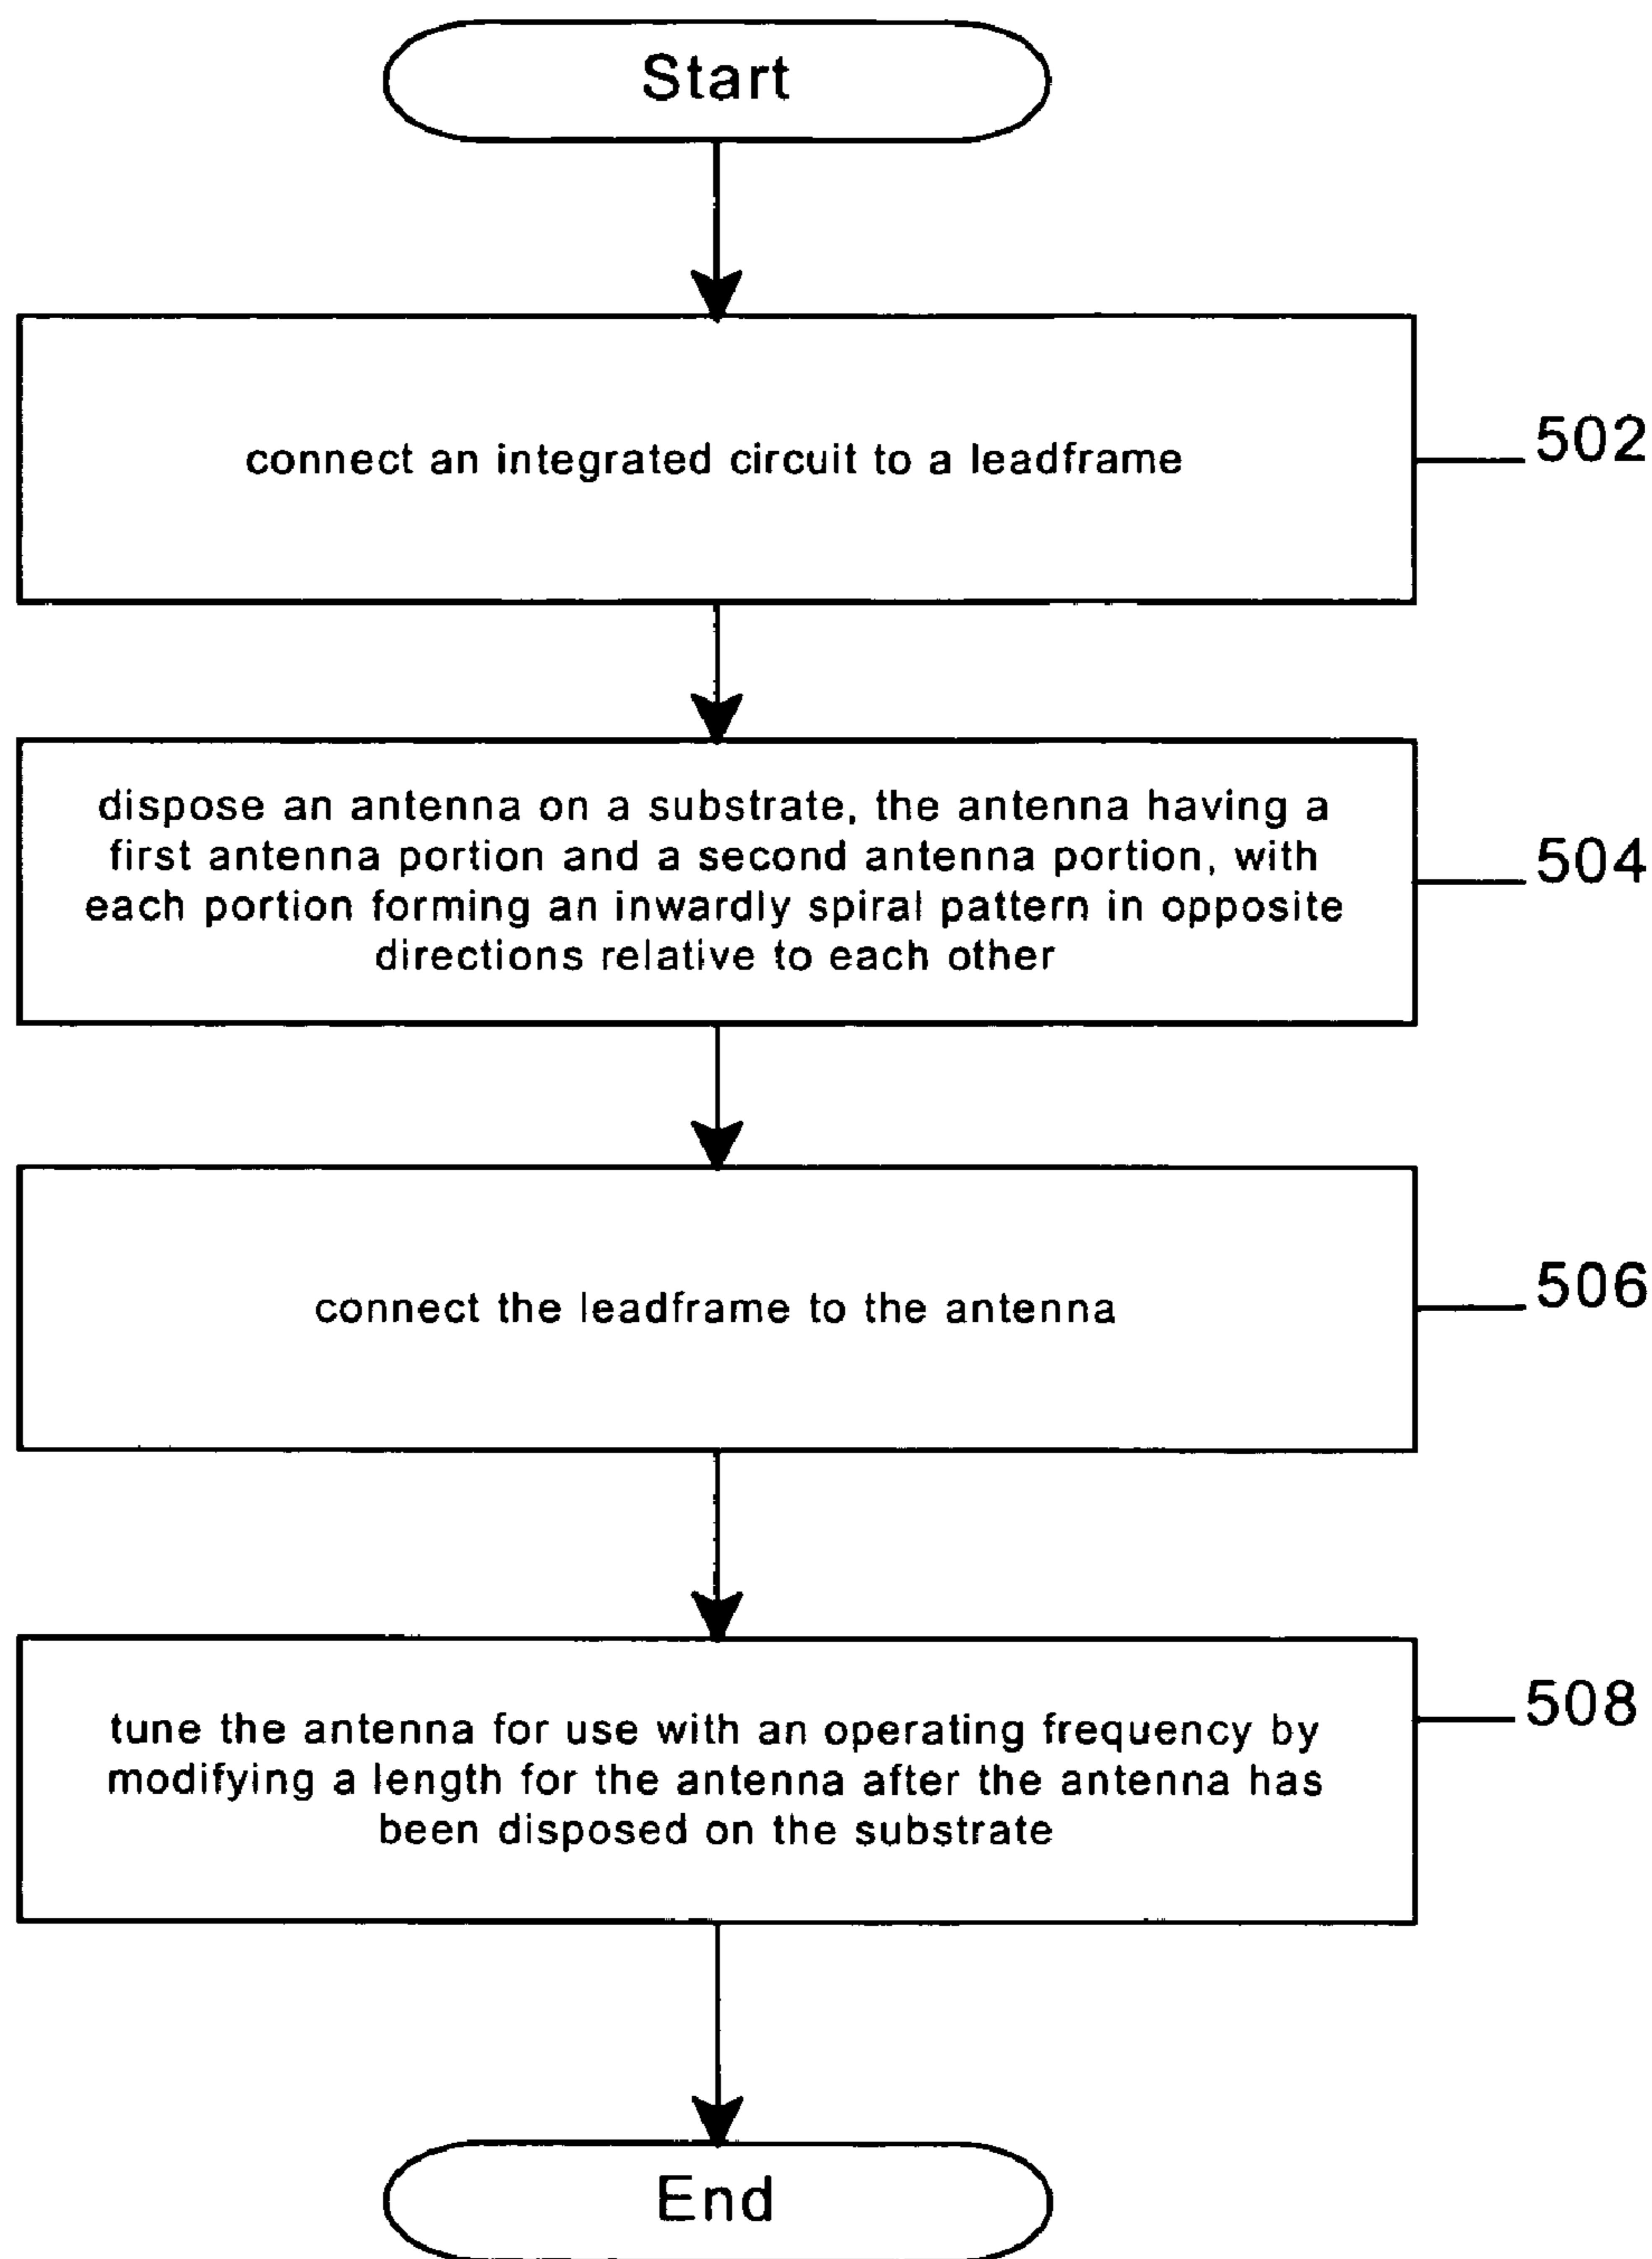 Start
connect an integrated circuit to a leadframe
502
dispose an antenna on a substrate, the antenna having a
first antenna portion and a second antenna portion, with
each portion forming an inwardly spiral pattern in opposite
directions relative to each other
504
connect the leadframe to the antenna
506
tune the antenna for use with an operating frequency by
modifying a length for the antenna after the antenna has
been disposed on the substrate
508
End